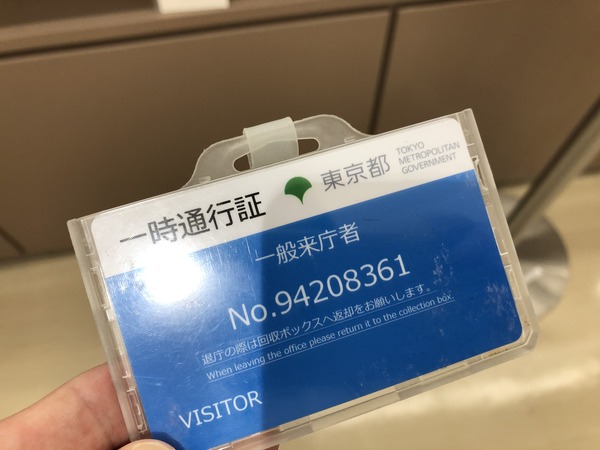 一時通行証
東京都
TOKYO
METROPOLITAN
GOVERNMENT
一般来庁者
No.94208361
退庁の際は回収ボックスへ返却をお願いします。
When leaving the office please return it to the collection box.
VISITOR